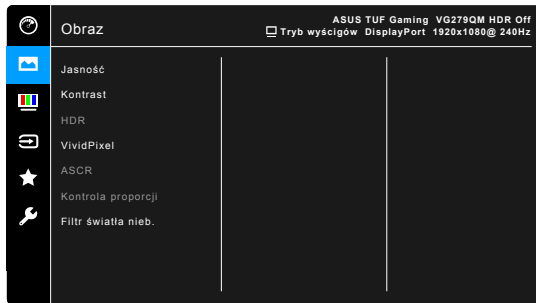 Obraz
ASUS TUF Gaming VG279QM HDR Off
Tryb wyścigów DisplayPort 1920x1080@ 240Hz
Jasność
Kontrast
HDR
VividPixel
ASCR
Kontrola proporcji
Filtr światła nieb.